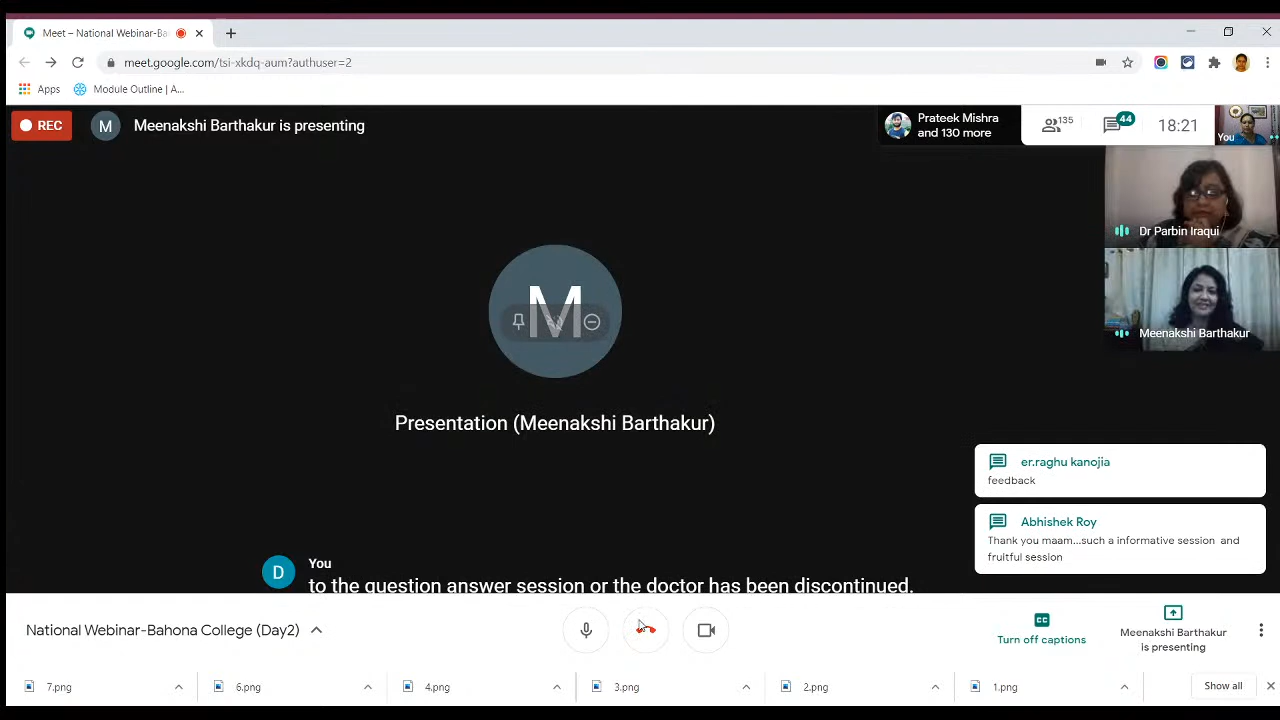 Meet – National Webinar-Ba
meet.google.com/tsi-xkdq-aum?authuser=2
Apps
Module Outline | A...
REC
M
Meenakshi Barthakur is presenting
Prateek Mishra
and 130 more
135
44
18:21
You
Dr Parbin Iraqui
Meenakshi Barthakur
M
Presentation (Meenakshi Barthakur)
er.raghu kanojia
feedback
Abhishek Roy
Thank you maam...such a informative session and
fruitful session
D
You
to the question answer session or the doctor has been discontinued.
National Webinar-Bahona College (Day2)
CC
Turn off captions
Meenakshi Barthakur
is presenting
7.png
6.png
4.png
3.png
2.png
1.png
Show all